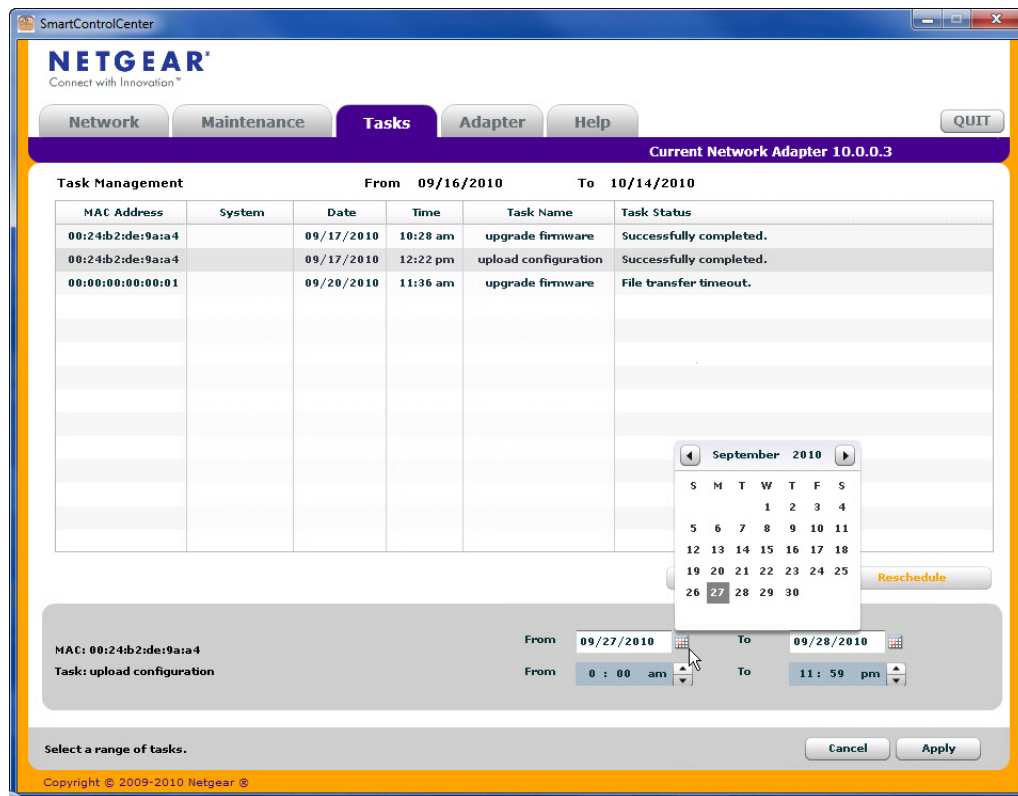 SmartControlCenter
NETGEAR®
Connect with Innovation™
Network Maintenance Tasks Adapter Help QUIT
Current Network Adapter 10.0.0.3
Task Management From 09/16/2010 To 10/14/2010
MAC Address System Date Time Task Name Task Status
00:24:b2:de:9a:a4 09/17/2010 10:28 am upgrade firmware Successfully completed.
00:24:b2:de:9a:a4 09/17/2010 12:22 pm upload configuration Successfully completed.
00:00:00:00:00:01 09/20/2010 11:36 am upgrade firmware File transfer timeout.
September 2010
S M T W T F S
1 2 3 4
5 6 7 8 9 10 11
12 13 14 15 16 17 18
19 20 21 22 23 24 25
26 27 28 29 30
Reschedule
From 09/27/2010 To 09/28/2010
MAC: 00:24:b2:de:9a:a4
Task: upload configuration From 0 : 00 am To 11 : 59 pm
Select a range of tasks. Cancel Apply
Copyright © 2009-2010 Netgear ®